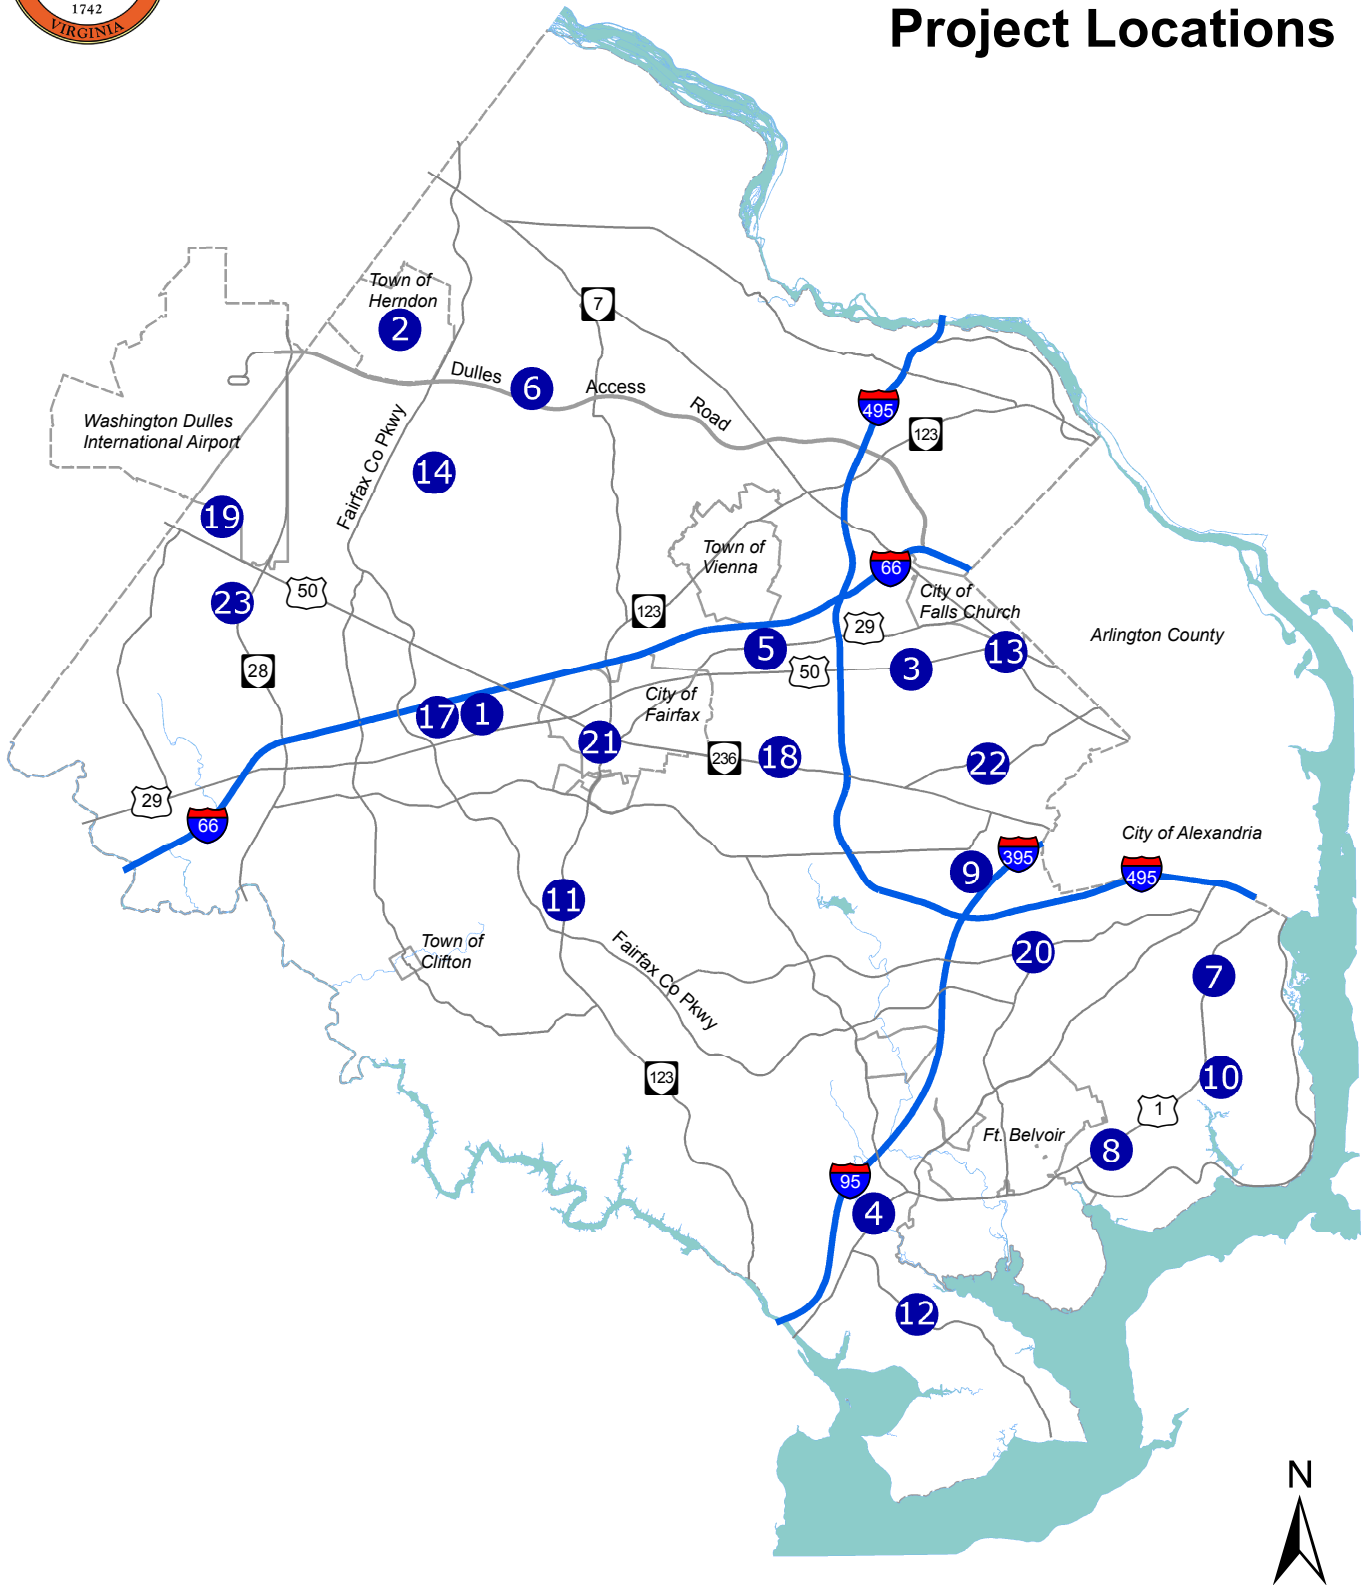 1742
VIRGINIA
Project Locations
Town of
Herndon
2
7
Dulles
6
Access
Road
495
123
Washington Dulles
International Airport
Fairfax Co Pkwy
14
19
Town of
Vienna
66
50
23
123
City of
Falls Church
29
5
13
Arlington County
3
50
28
City of
Fairfax
17
1
21
236
18
22
29
66
City of Alexandria
395
9
495
11
Town of
Clifton
Fairfax Co Pkwy
20
7
123
10
1
Ft. Belvoir
8
95
4
12
N